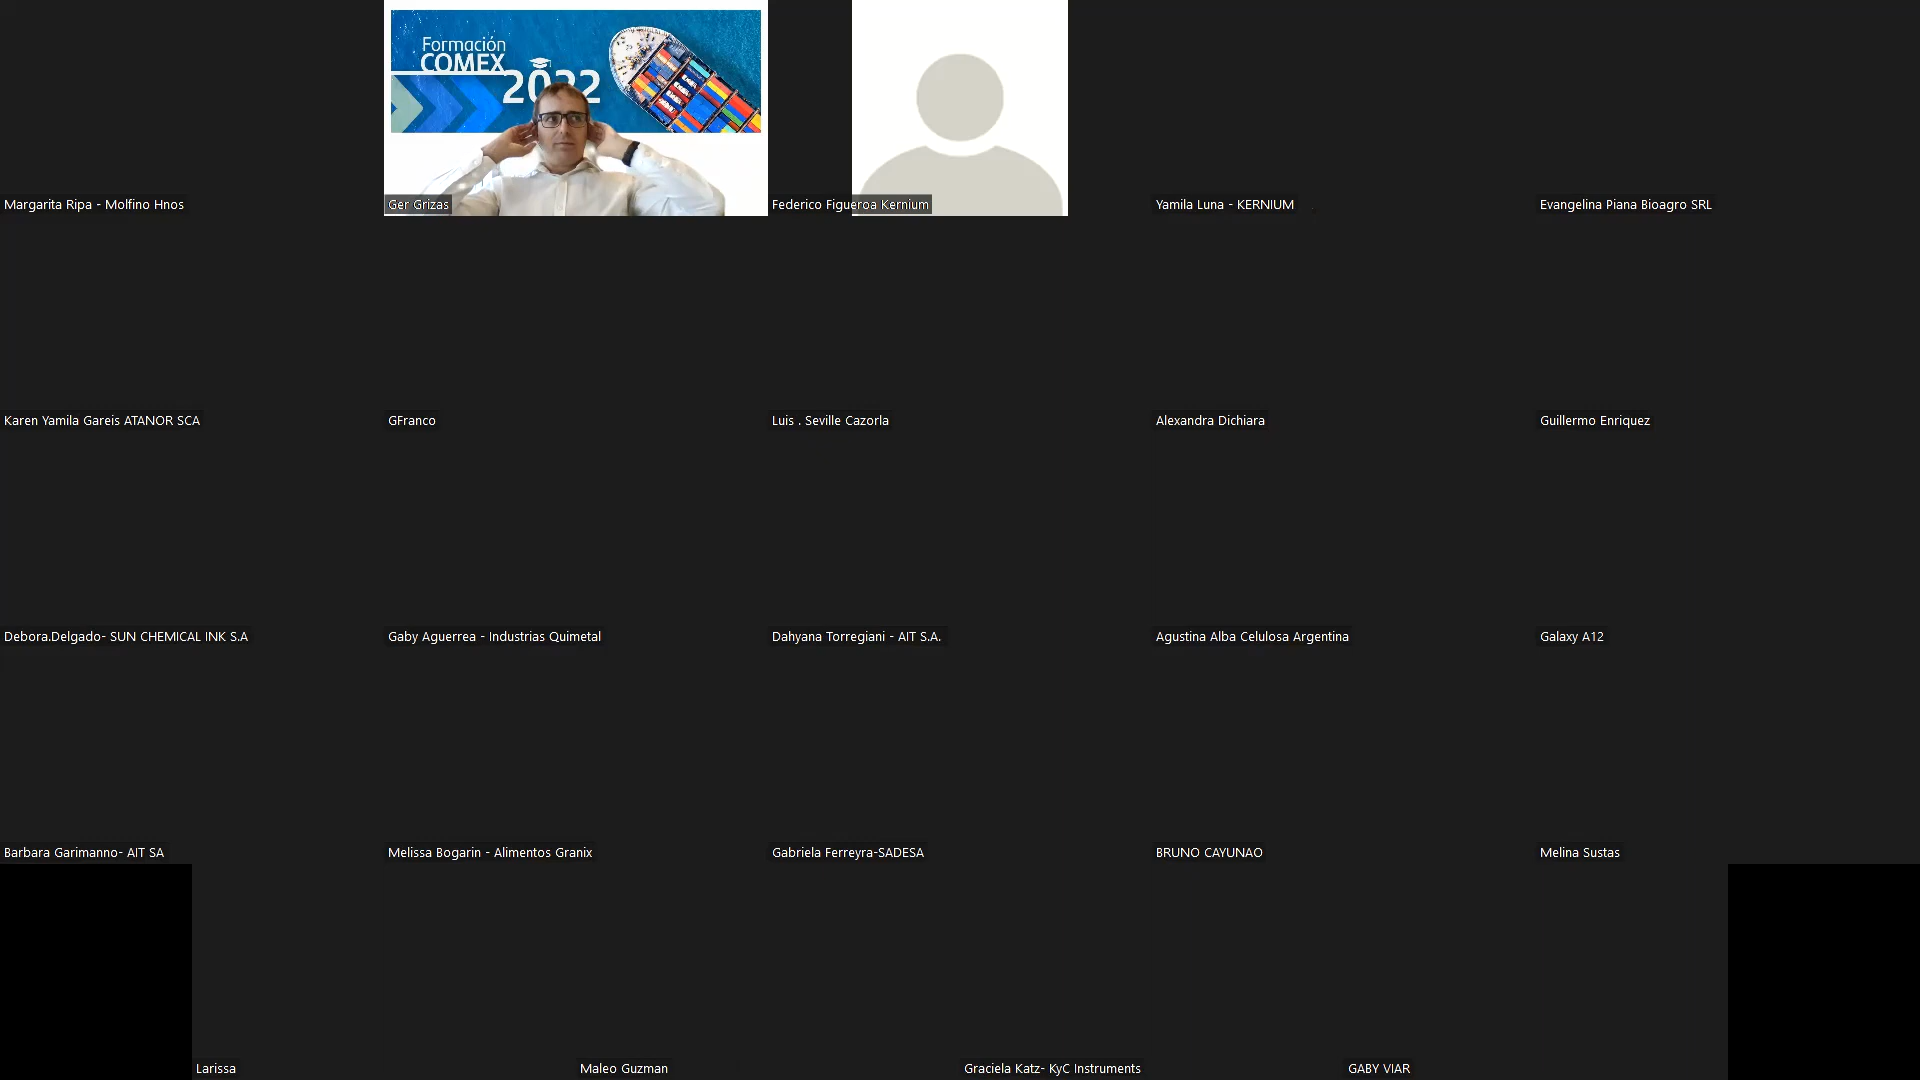 Formación
COMEX
2022
Margarita Ripa - Molfino Hnos
Ger Grizas
Federico Figueroa Kernium
Yamila Luna - KERNIUM
Evangelina Piana Bioagro SRL
Karen Yamila Gareis ATANOR SCA
GFranco
Luis . Seville Cazorla
Alexandra Dichiara
Guillermo Enriquez
Debora.Delgado- SUN CHEMICAL INK S.A
Gaby Aguerrea - Industrias Quimetal
Dahyana Torregiani - AIT S.A.
Agustina Alba Celulosa Argentina
Galaxy A12
Barbara Garimanno- AIT SA
Melissa Bogarin - Alimentos Granix
Gabriela Ferreyra-SADESA
BRUNO CAYUNAO
Melina Sustas
Larissa
Maleo Guzman
Graciela Katz- KyC Instruments
GABY VIAR